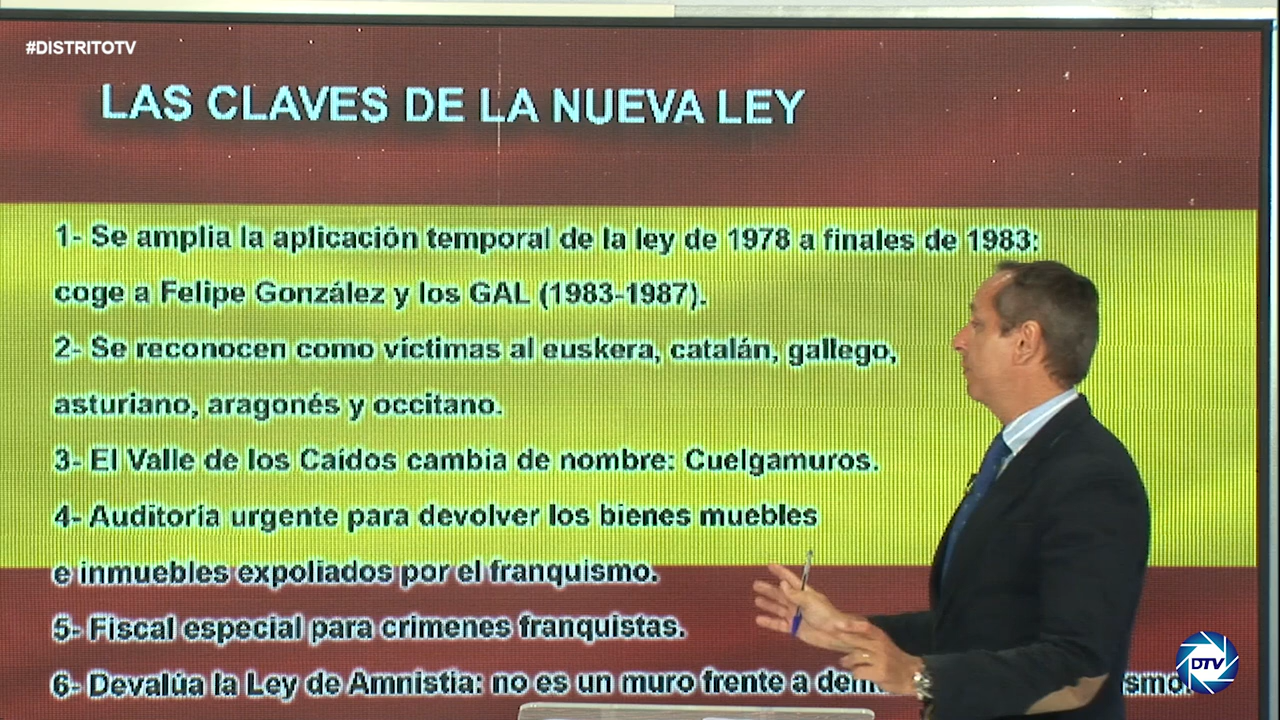 #DISTRITOTV
LAS CLAVES DE LA NUEVA LEY
1- Se amplia la aplicación temporal de la ley de 1978 a finales de 1983:
coge a Felipe González y los GAL (1983-1987).
2- Se reconocen como víctimas al euskera, catalán, gallego,
asturiano, aragonés y occitano.
3- El Valle de los Caídos cambia de nombre: Cuelgamuros.
4- Auditoría urgente para devolver los bienes muebles
e inmuebles expoliados por el franquismo.
5- Fiscal especial para crimenes franquistas.
6- Devalúa la Ley de Amnistia: no es un muro frente a
DTV